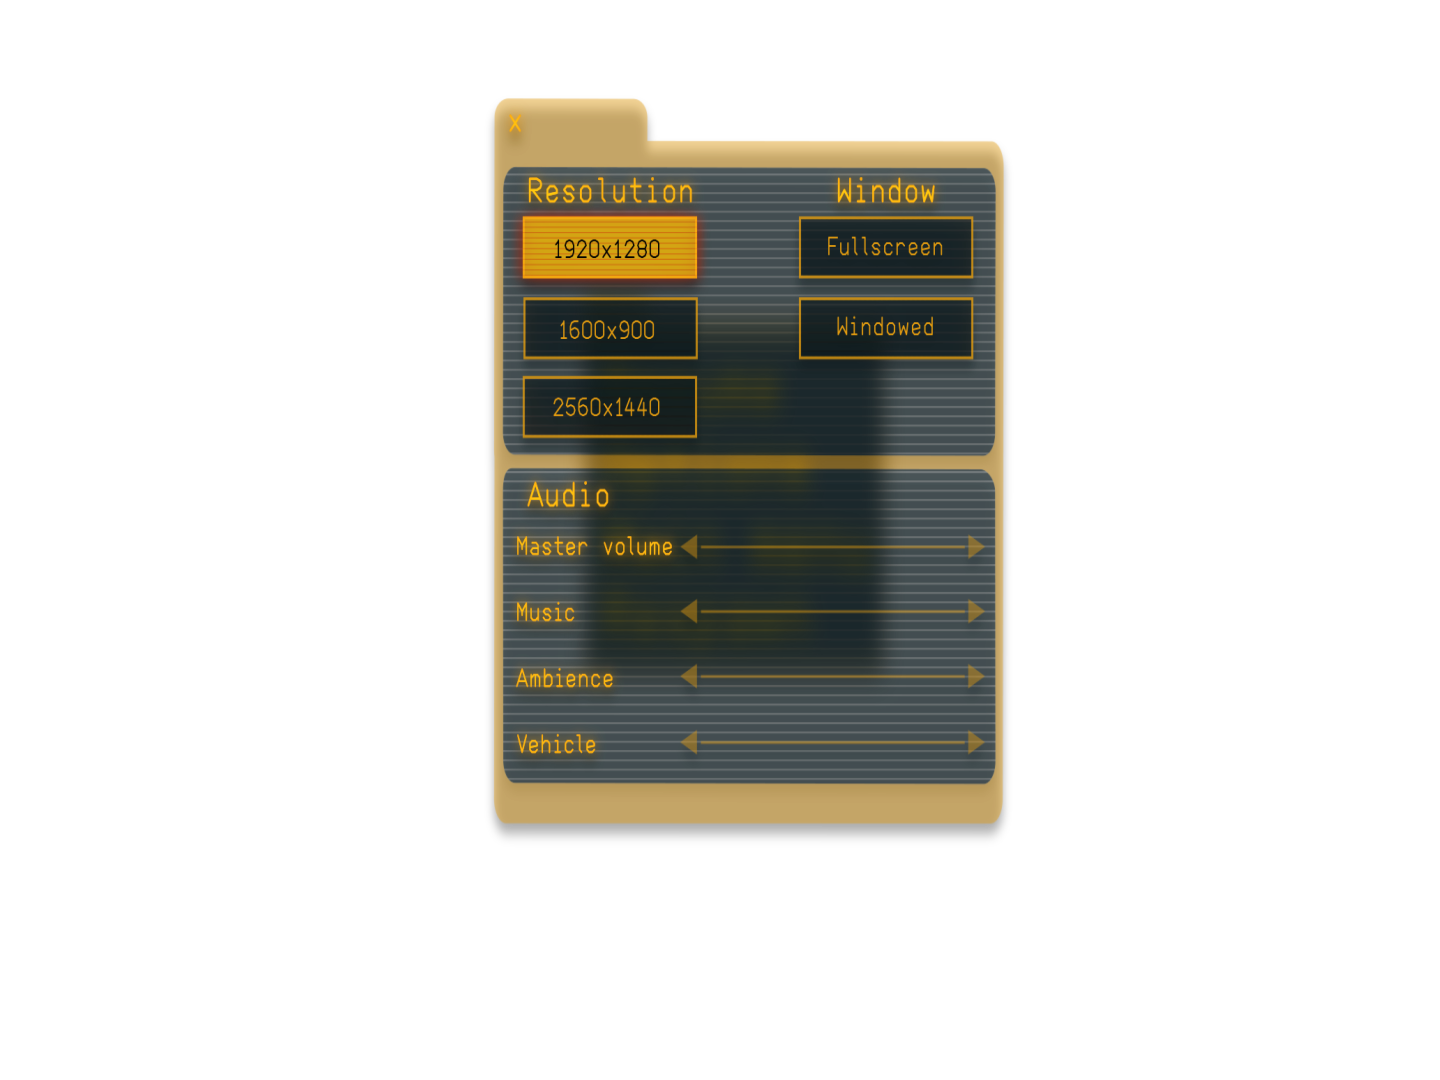 x
Resolution Window
1920x1280 Fullscreen
1600x900 Windowed
2560x1440
Audio
Master volume
Music
Ambience
Vehicle